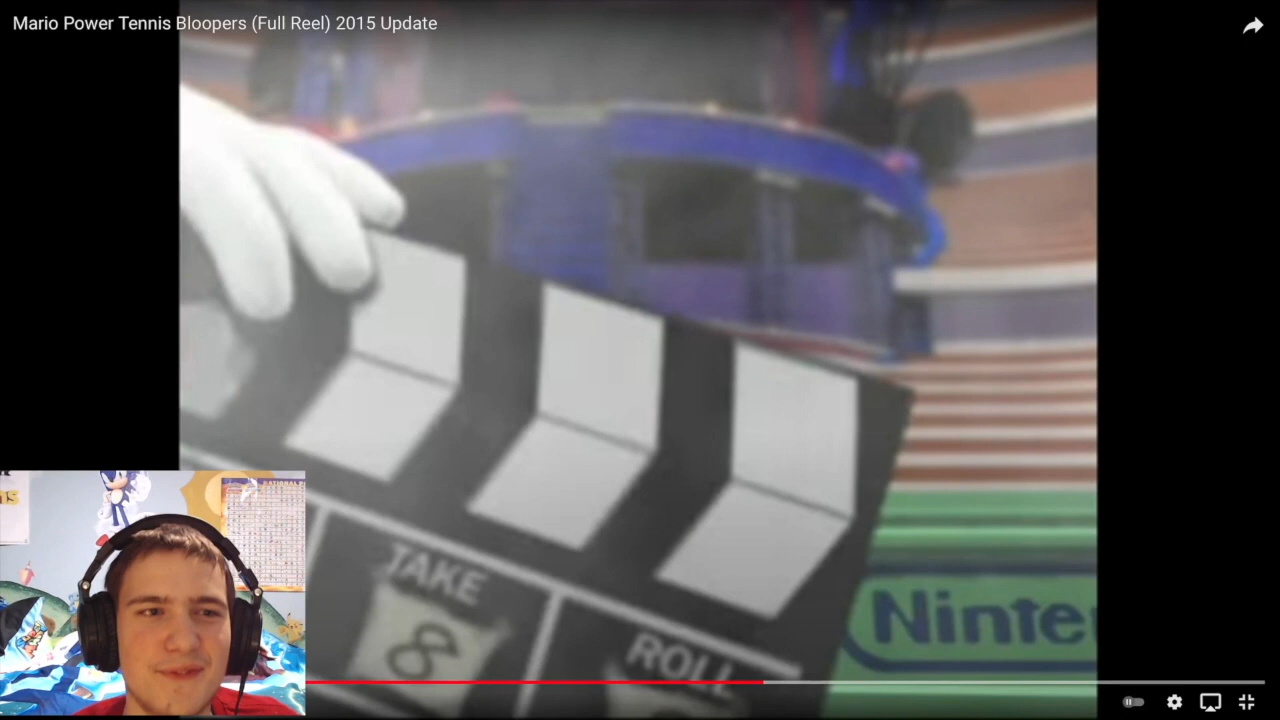 Mario Power Tennis Bloopers (Full Reel) 2015 Update
TAKE
8
ROLL
Ninte